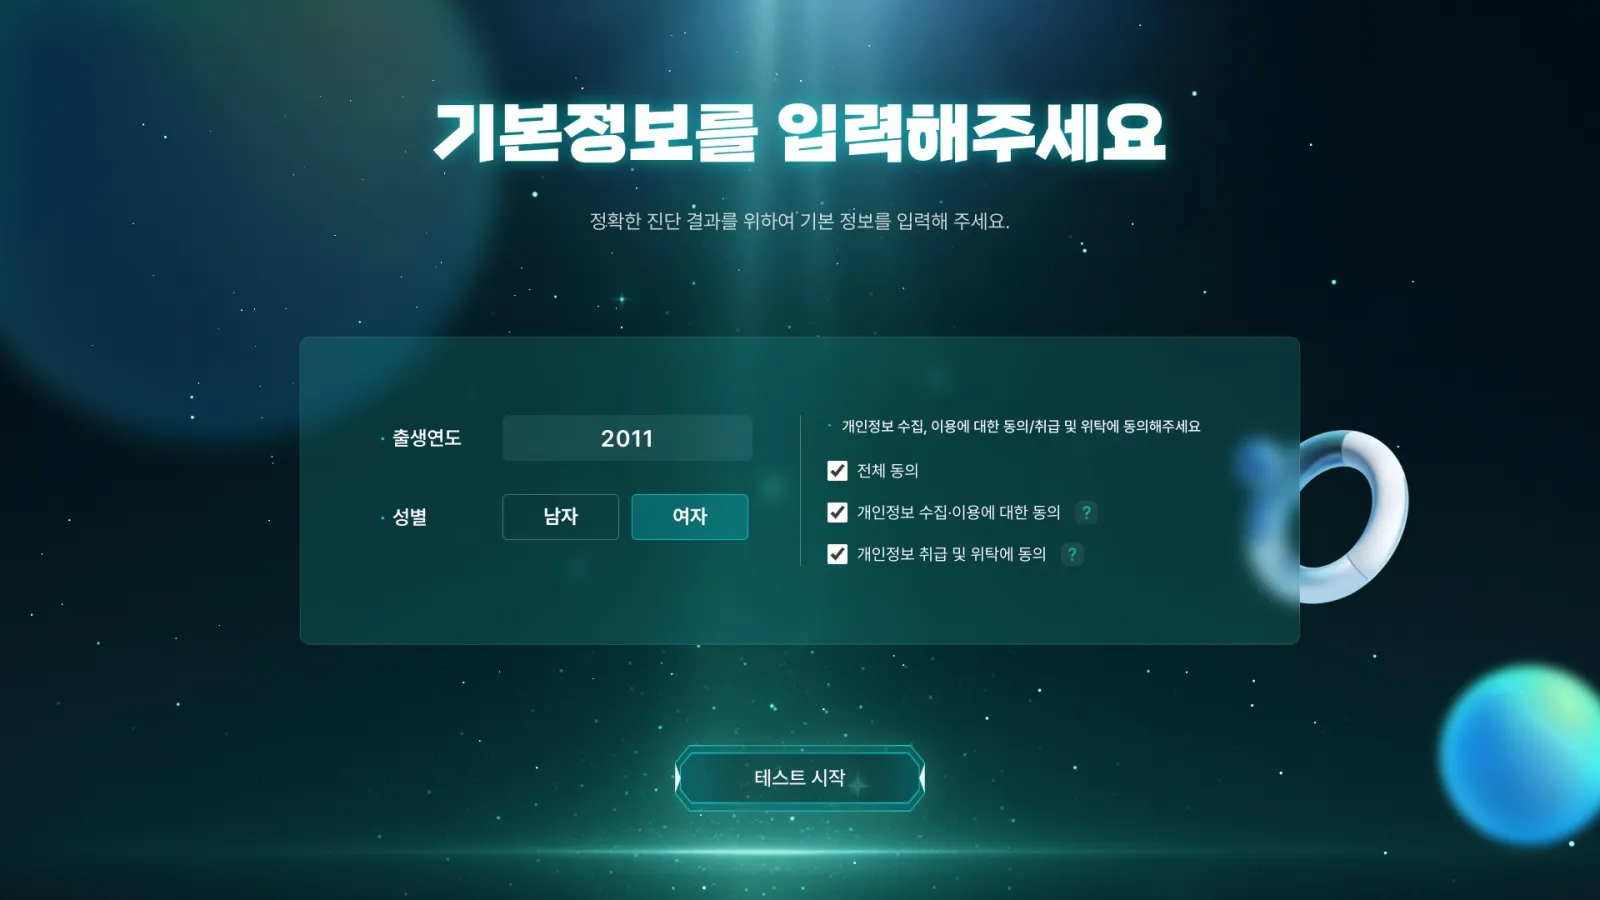 기본정보를 입력해주세요
정확한 진단 결과를 위하여 기본 정보를 입력해 주세요.
· 출생연도
2011
· 성별
남자
여자
· 개인정보 수집, 이용에 대한 동의/취급 및 위탁에 동의해주세요
전체 동의
개인정보 수집·이용에 대한 동의 ?
개인정보 취급 및 위탁에 동의 ?
테스트 시작